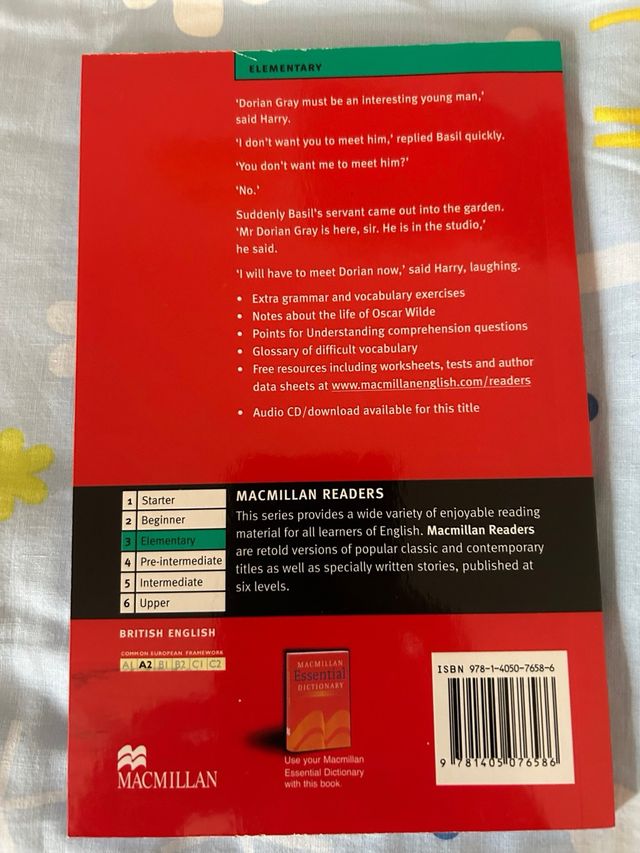 ELEMENTARY
'Dorian Gray must be an interesting young man,'
said Harry.
'I don't want you to meet him,' replied Basil quickly.
'You don't want me to meet him?'
'No.'
Suddenly Basil's servant came out into the garden.
'Mr Dorian Gray is here, sir. He is in the studio,'
he said.
'I will have to meet Dorian now,' said Harry, laughing.
• Extra grammar and vocabulary exercises
• Notes about the life of Oscar Wilde
• Points for Understanding comprehension questions
• Glossary of difficult vocabulary
• Free resources including worksheets, tests and author
data sheets at www.macmillanenglish.com/readers
• Audio CD/download available for this title
1 Starter
2 Beginner
3 Elementary
4 Pre-intermediate
5 Intermediate
6 Upper
MACMILLAN READERS
This series provides a wide variety of enjoyable reading
material for all learners of English. Macmillan Readers
are retold versions of popular classic and contemporary
titles as well as specially written stories, published at
six levels.
BRITISH ENGLISH
COMMON EUROPEAN FRAMEWORK
A1 A2 B1 B2 C1 C2
MACMILLAN
MACMILLAN
Essential
DICTIONARY
Use your Macmillan
Essential Dictionary
with this book.
ISBN 978-1-4050-7658-6
9 781405 076586